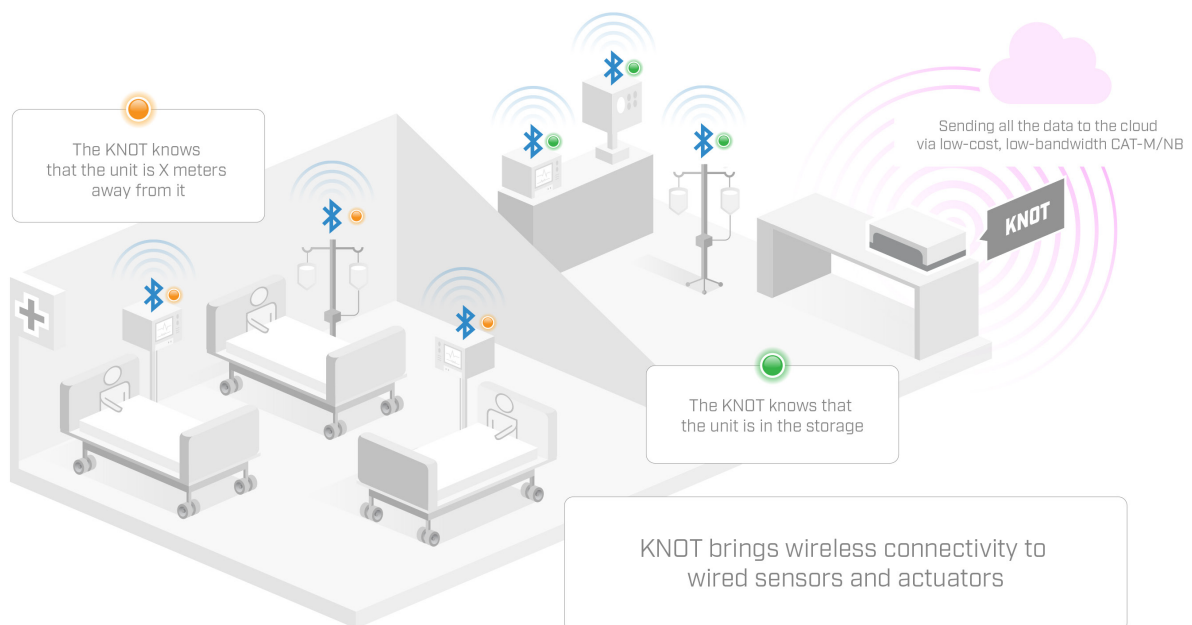 The KNOT knows
that the unit is X meters
away from it
Sending all the data to the cloud
via low-cost, low-bandwidth CAT-M/NB
KNOT
The KNOT knows that
the unit is in the storage
KNOT brings wireless connectivity to
wired sensors and actuators